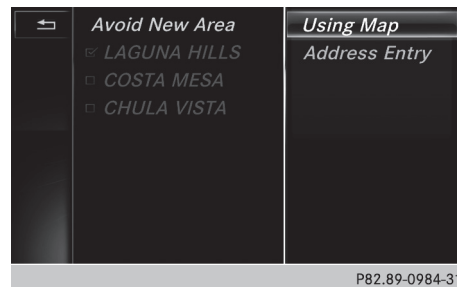 Avoid New Area
LAGUNA HILLS
COSTA MESA
CHULA VISTA
Using Map
Address Entry
P82.89-0984-31